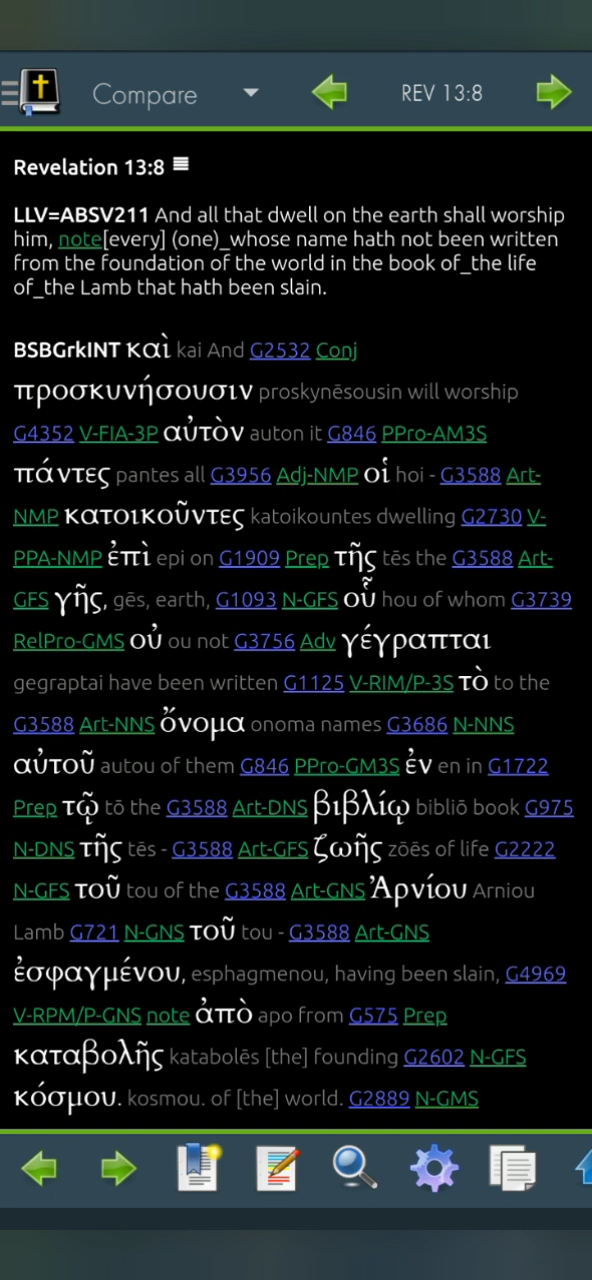 Compare
REV 13:8
Revelation 13:8
LLV=ABSV211 And all that dwell on the earth shall worship
him, note[every] (one)_whose name hath not been written
from the foundation of the world in the book of_the life
of_the Lamb that hath been slain.
BSBGrkINT καὶ kai And G2532 Conj
προσκυνήσουσιν proskynēsousin will worship
G4352 V-FIA-3P αὐτὸν auton it G846 PPro-AM3S
πάντες pantes all G3956 Adj-NMP οἱ hoi - G3588 Art-
NMP κατοικοῦντες katoikountes dwelling G2730 V-
PPA-NMP ἐπὶ epi on G1909 Prep τῆς tēs the G3588 Art-
GFS γῆς, gēs, earth, G1093 N-GFS οὗ hou of whom G3739
RelPro-GMS οὐ ou not G3756 Adv γέγραπται
gegraptai have been written G1125 V-RIM/P-3S τὸ to the
G3588 Art-NNS ὄνομα onoma names G3686 N-NNS
αὐτοῦ autou of them G846 PPro-GM3S ἐν en in G1722
Prep τῷ tō the G3588 Art-DNS βιβλίῳ bibliō book G975
N-DNS τῆς tēs - G3588 Art-GFS ζωῆς zōēs of life G2222
N-GFS τοῦ tou of the G3588 Art-GNS Ἀρνίου Arniou
Lamb G721 N-GNS τοῦ tou - G3588 Art-GNS
ἐσφαγμένου, esphagmenou, having been slain, G4969
V-RPM/P-GNS note ἀπὸ apo from G575 Prep
καταβολῆς katabolēs [the] founding G2602 N-GFS
κόσμου. kosmou. of [the] world. G2889 N-GMS